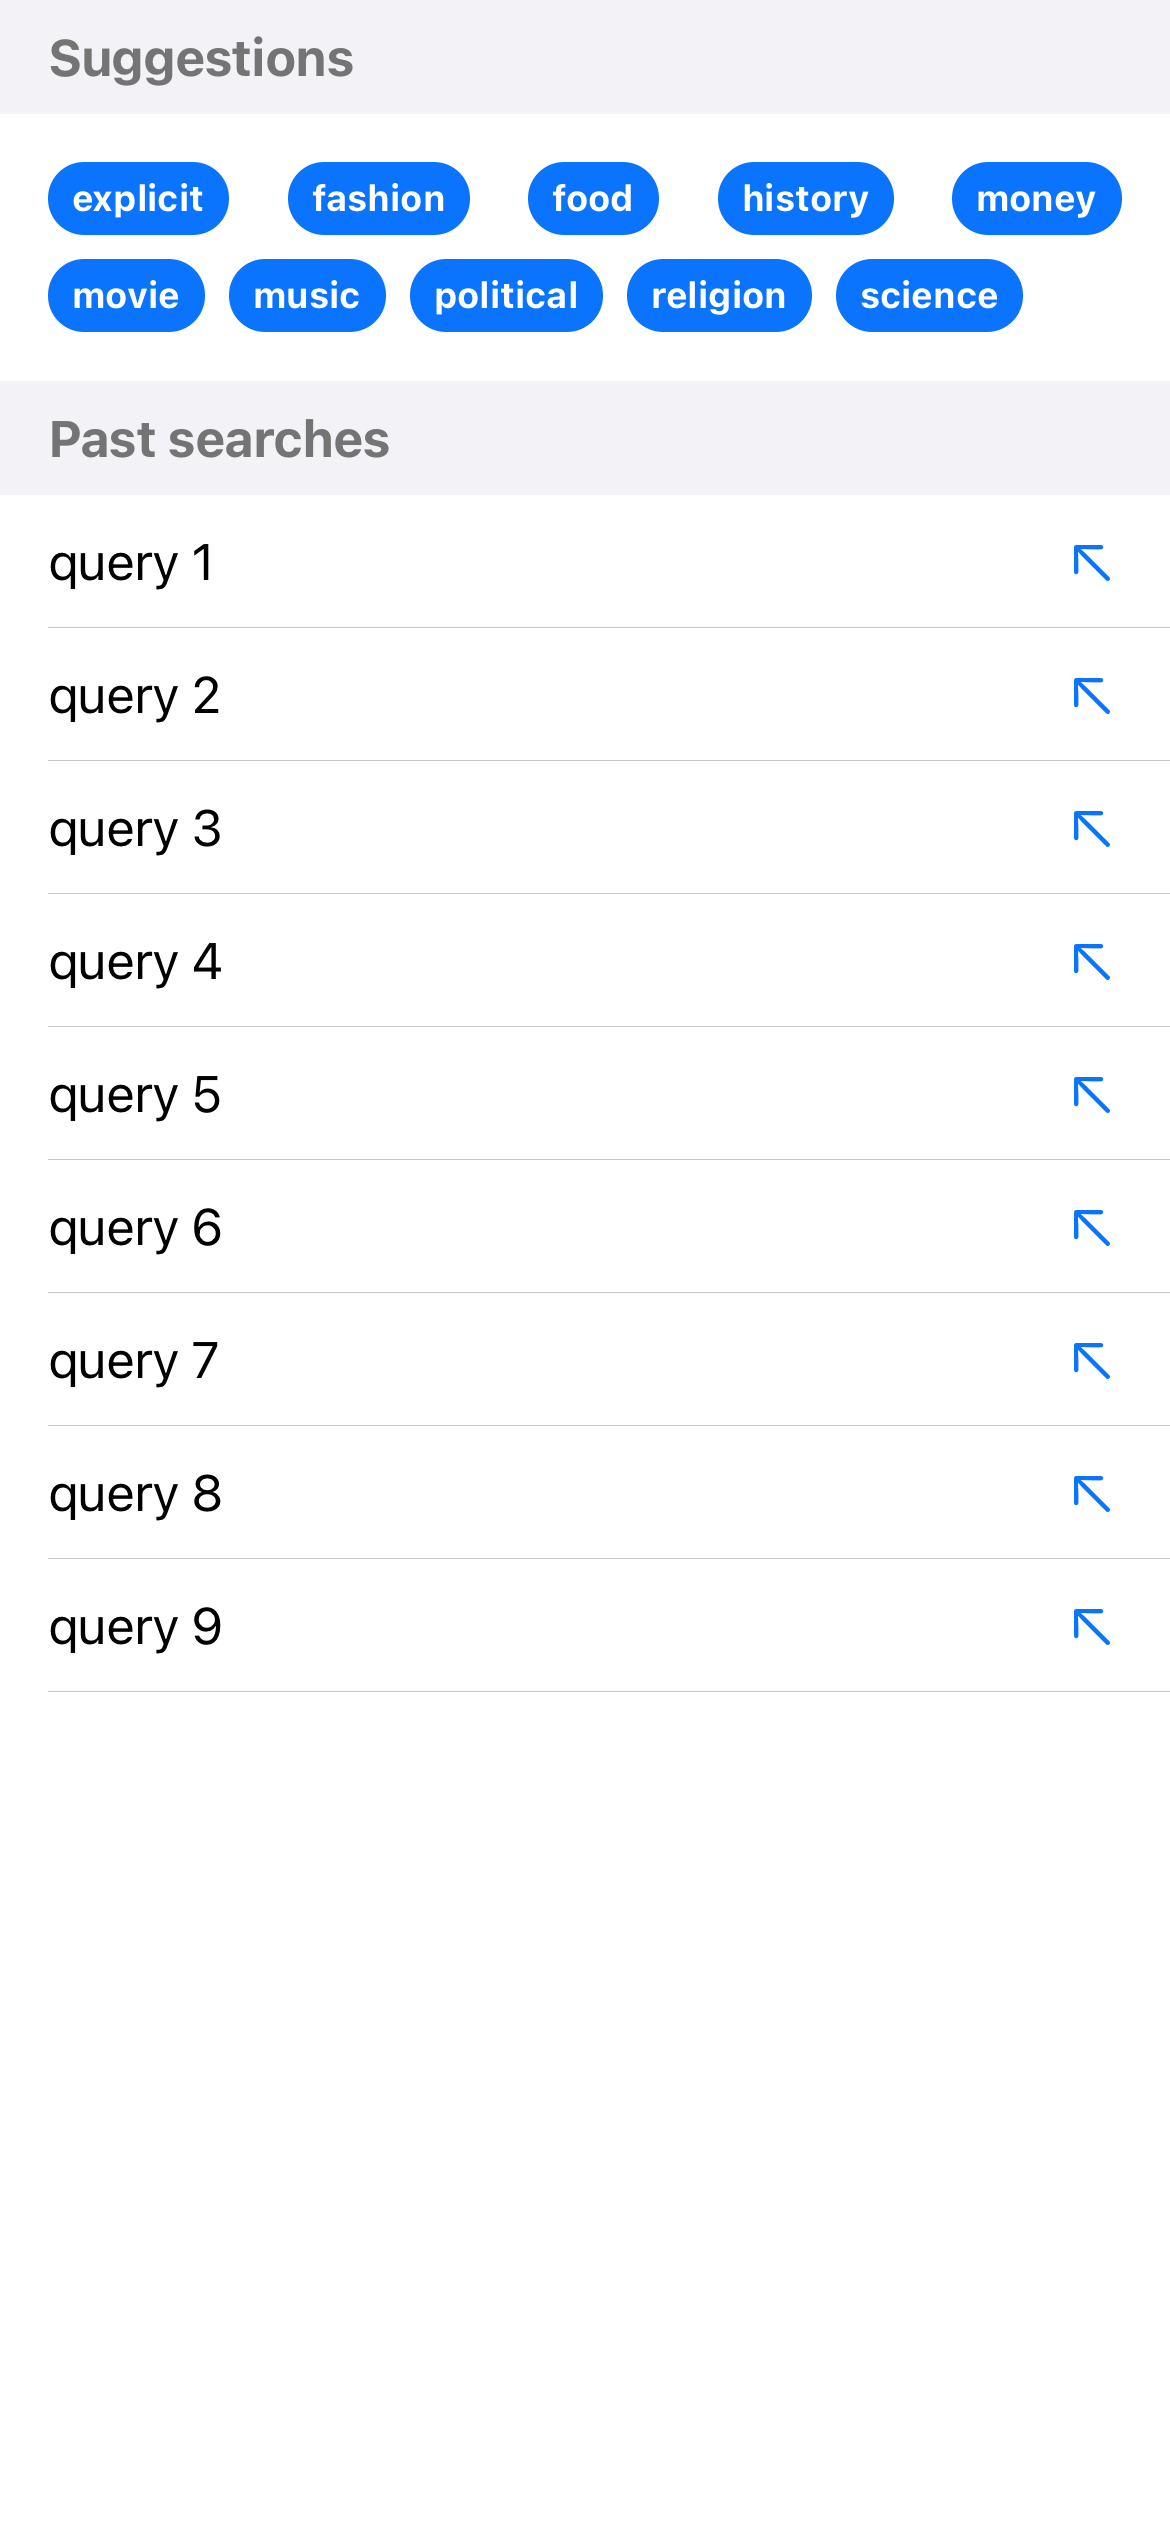 Suggestions
explicit fashion food history money
movie music political religion science
Past searches
query 1
query 2
query 3
query 4
query 5
query 6
query 7
query 8
query 9